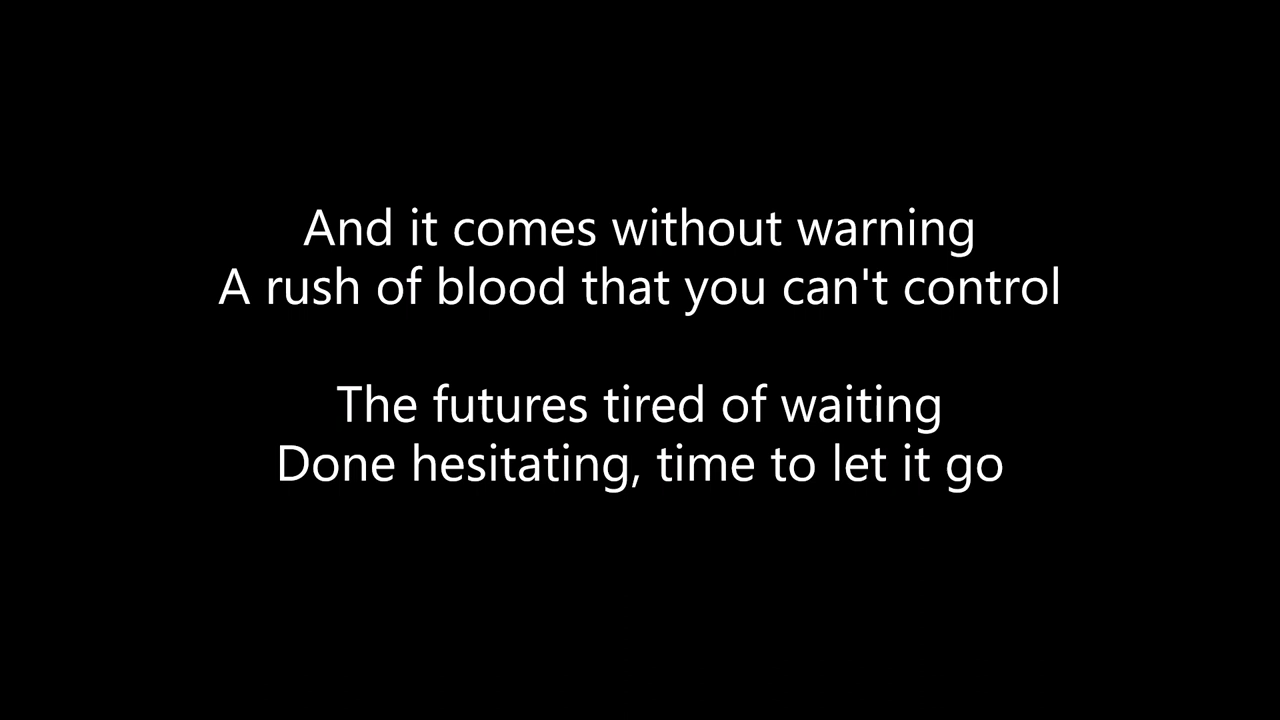 And it comes without warning
A rush of blood that you can't control
The futures tired of waiting
Done hesitating, time to let it go